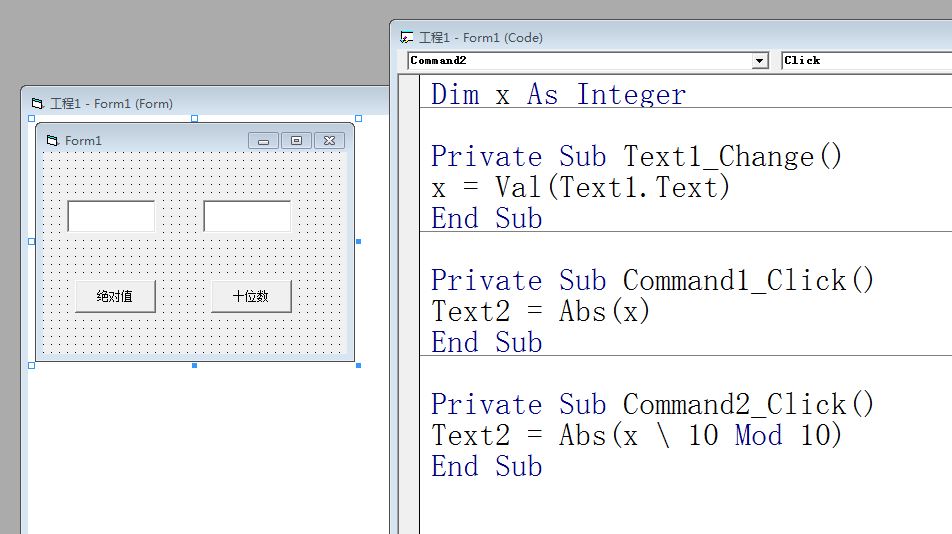 工程1 - Form1 (Form)
Form1
绝对值
十位数
工程1 - Form1 (Code)
Command2
Click
Dim x As Integer
Private Sub Text1_Change()
x = Val(Text1.Text)
End Sub
Private Sub Command1_Click()
Text2 = Abs(x)
End Sub
Private Sub Command2_Click()
Text2 = Abs(x \ 10 Mod 10)
End Sub